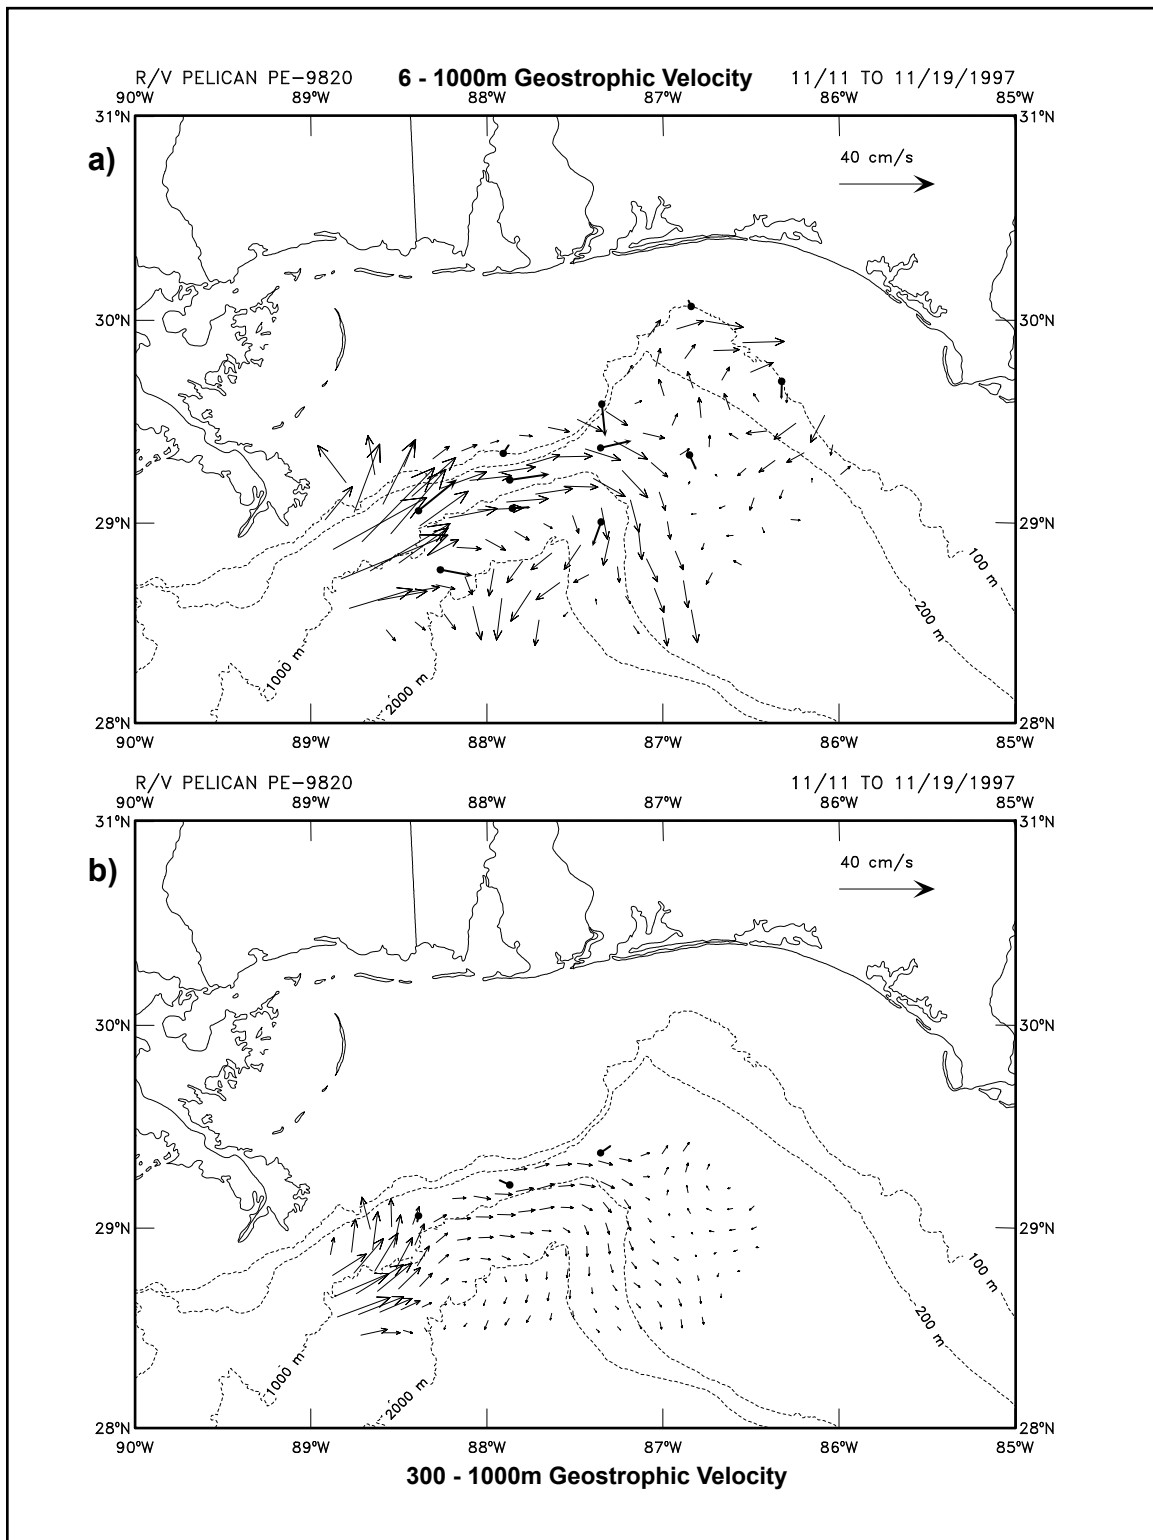 R/V PELICAN PE-9820 6 - 1000m Geostrophic Velocity 11/11 TO 11/19/1997
90°W 89°W 88°W 87°W 86°W 85°W
31°N 31°N
a)
40 cm/s
30°N 30°N
29°N 29°N
100 m
200 m
1000 m
2000 m
28°N 28°N
90°W 89°W 88°W 87°W 86°W 85°W
R/V PELICAN PE-9820 11/11 TO 11/19/1997
90°W 89°W 88°W 87°W 86°W 85°W
31°N 31°N
b)
40 cm/s
30°N 30°N
29°N 29°N
100 m
200 m
1000 m
2000 m
28°N 28°N
90°W 89°W 88°W 87°W 86°W 85°W
300 - 1000m Geostrophic Velocity